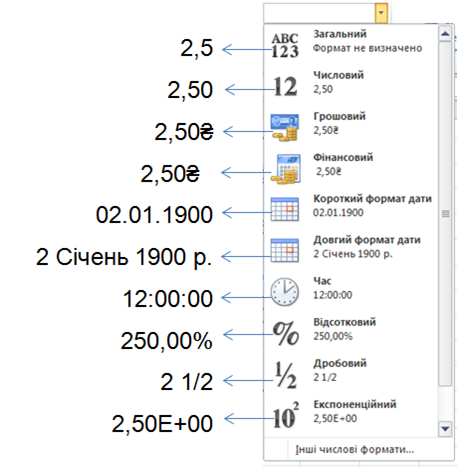 2,5
ABC
123
Загальний
Формат не визначено
2,50
12
Числовий
2,50
2,50₴
Грошовий
2,50₴
2,50₴
Фінансовий
2,50₴
02.01.1900
Короткий формат дати
02.01.1900
2 Січень 1900 р.
Довгий формат дати
2 Січень 1900 р.
12:00:00
Час
12:00:00
250,00%
%
Відсотковий
250,00%
2 1/2
1/2
Дробовий
2 1/2
2,50E+00
10²
Експоненційний
2,50E+00
Інші числові формати...